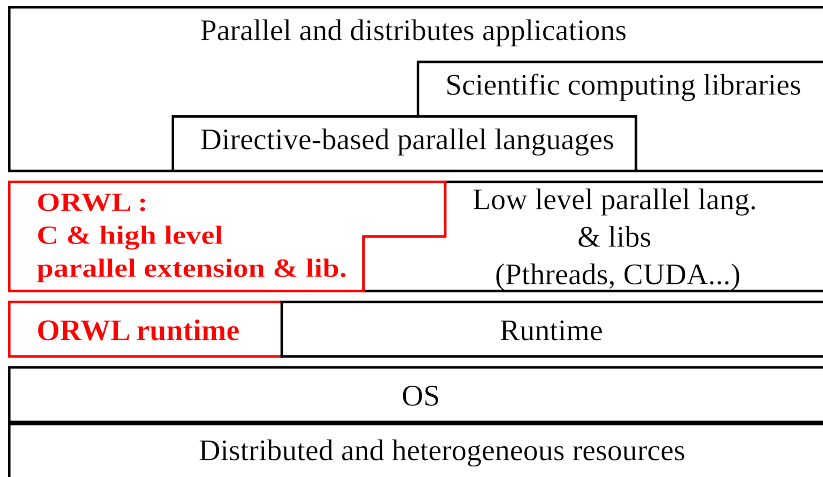 Parallel and distributes applications
Scientific computing libraries
Directive-based parallel languages
ORWL :
C & high level
parallel extension & lib.
Low level parallel lang.
& libs
(Pthreads, CUDA...)
ORWL runtime
Runtime
OS
Distributed and heterogeneous resources